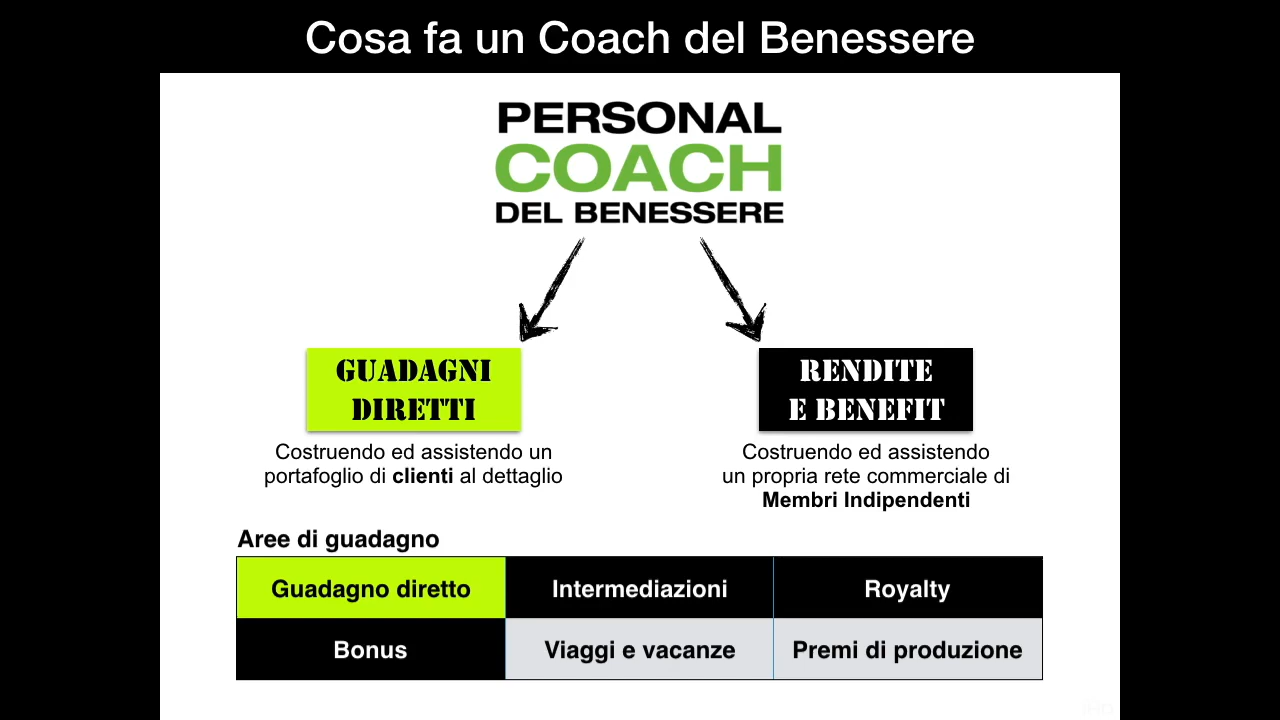 Cosa fa un Coach del Benessere
PERSONAL
COACH
DEL BENESSERE
GUADAGNI
DIRETTI
Costruendo ed assistendo un
portafoglio di clienti al dettaglio
RENDITE
E BENEFIT
Costruendo ed assistendo
un propria rete commerciale di
Membri Indipendenti
Aree di guadagno
Guadagno diretto
Intermediazioni
Royalty
Bonus
Viaggi e vacanze
Premi di produzione